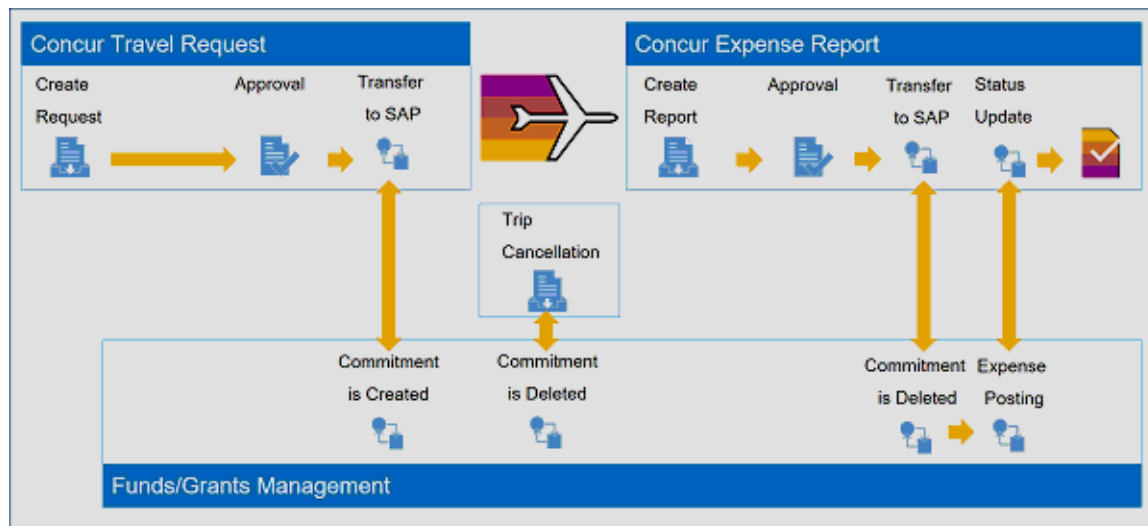 Concur Travel Request
Create
Request
Approval
Transfer
to SAP
Concur Expense Report
Create
Report
Approval
Transfer
to SAP
Status
Update
Trip
Cancellation
Commitment
is Created
Commitment
is Deleted
Commitment
is Deleted
Expense
Posting
Funds/Grants Management